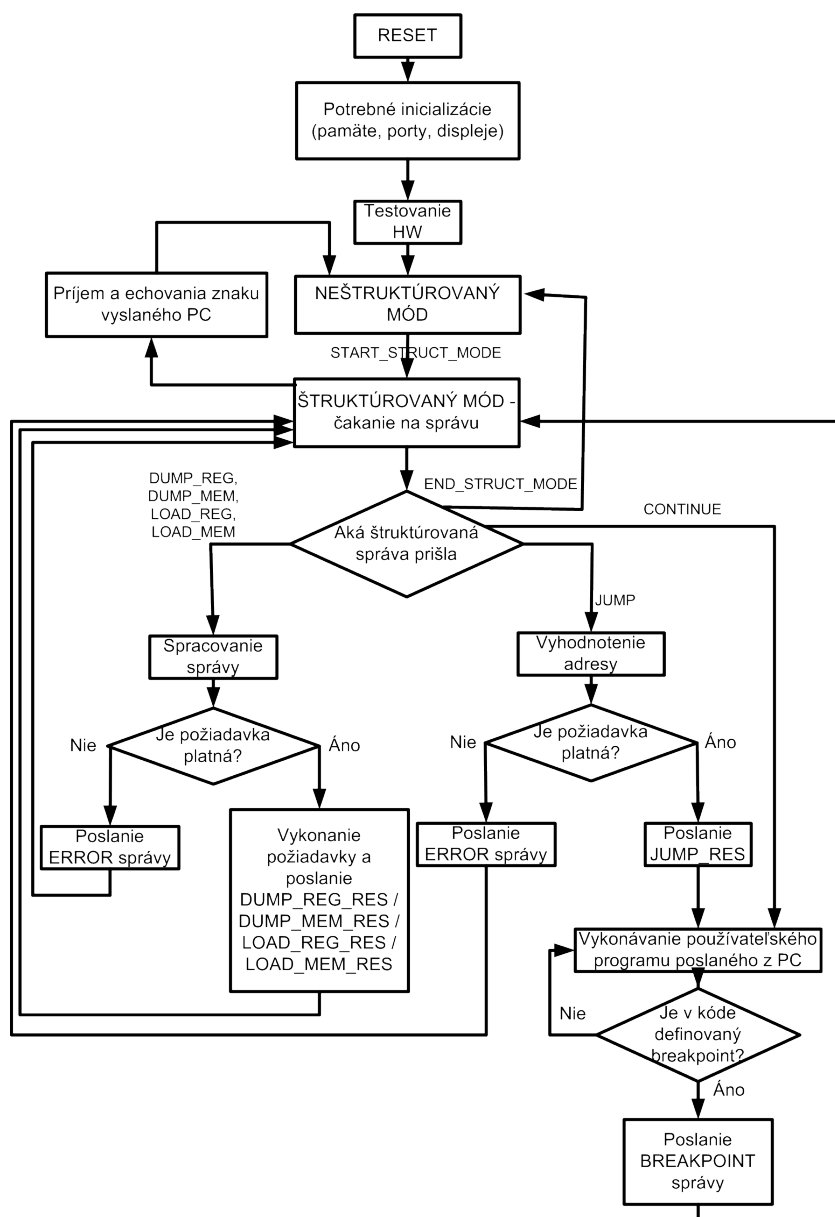 RESET
Potrebné inicializácie
(pamäte, porty, displeje)
Testovanie
HW
Príjem a echovania znaku
vyslaného PC
NEŠTRUKTÚROVANÝ
MÓD
START_STRUCT_MODE
ŠTRUKTÚROVANÝ MÓD -
čakanie na správu
DUMP_REG,
DUMP_MEM,
LOAD_REG,
LOAD_MEM
END_STRUCT_MODE
CONTINUE
Aká štruktúrovaná
správa prišla
JUMP
Spracovanie
správy
Vyhodnotenie
adresy
Nie
Je požiadavka
platná?
Áno
Nie
Je požiadavka
platná?
Áno
Poslanie
ERROR správy
Vykonanie
požiadavky a
poslanie
DUMP_REG_RES /
DUMP_MEM_RES /
LOAD_REG_RES /
LOAD_MEM_RES
Poslanie
ERROR správy
Poslanie
JUMP_RES
Vykonávanie používateľského
programu poslaného z PC
Nie
Je v kóde
definovaný
breakpoint?
Áno
Poslanie
BREAKPOINT
správy